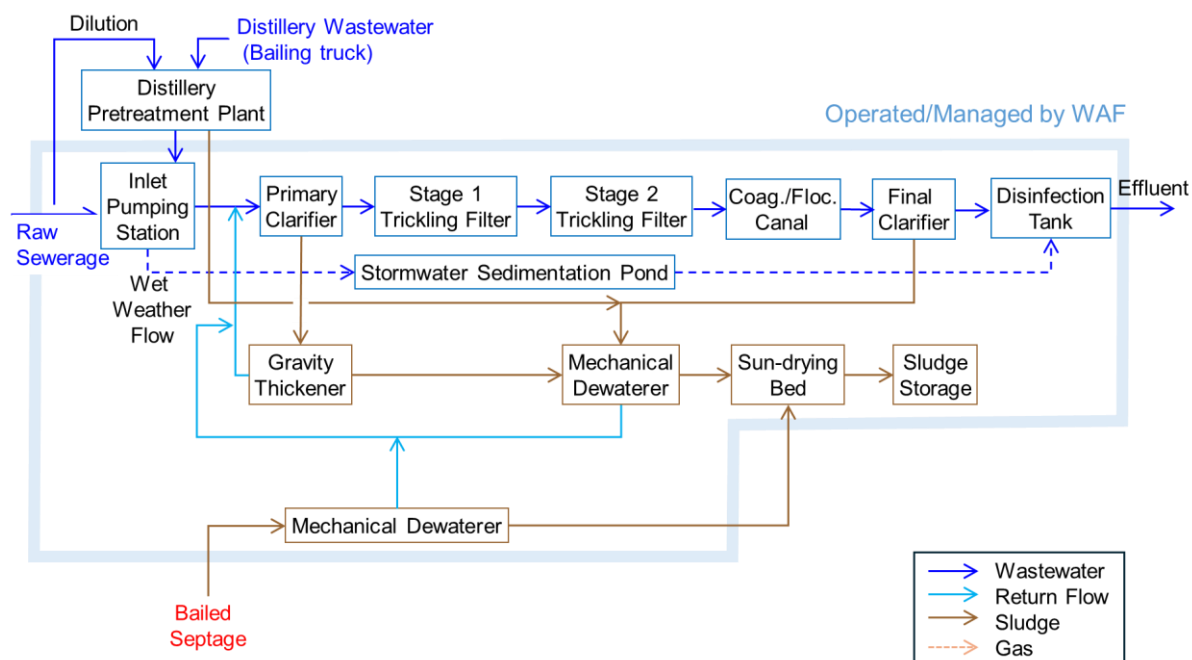 Dilution
Distillery Wastewater
(Bailing truck)
Distillery
Pretreatment Plant
Operated/Managed by WAF
Inlet
Pumping
Station
Primary
Clarifier
Stage 1
Trickling Filter
Stage 2
Trickling Filter
Coag./Floc.
Canal
Final
Clarifier
Disinfection
Tank
Effluent
Raw
Sewerage
Stormwater Sedimentation Pond
Wet
Weather
Flow
Gravity
Thickener
Mechanical
Dewaterer
Sun-drying
Bed
Sludge
Storage
Mechanical Dewaterer
Bailed
Septage
Wastewater
Return Flow
Sludge
Gas